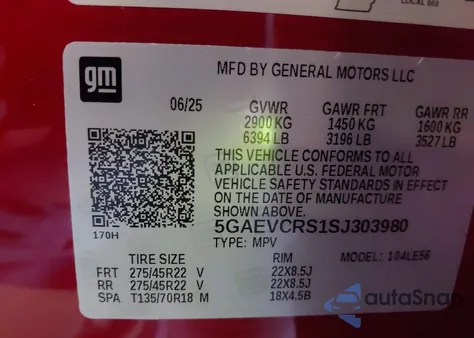 LOCAL 602
gm
MFD BY GENERAL MOTORS LLC
06/25 GVWR GAWR FRT GAWR RR
2900 KG 1450 KG 1600 KG
6394 LB 3196 LB 3527 LB
THIS VEHICLE CONFORMS TO ALL
APPLICABLE U.S. FEDERAL MOTOR
VEHICLE SAFETY STANDARDS IN EFFECT
ON THE DATE OF MANUFACTURE
SHOWN ABOVE.
170H
5GAEVCRS1SJ303980
TYPE: MPV MODEL: 104LE56
TIRE SIZE RIM
FRT 275/45R22 V 22X8.5J
RR 275/45R22 V 22X8.5J
SPA T135/70R18 M 18X4.5B
autoSnap